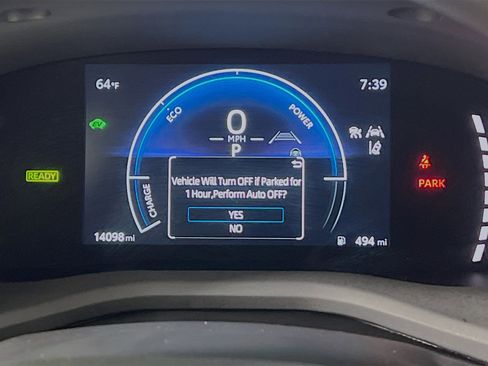 64°F
7:39
ECO
POWER
EV
0
MPH
P
READY
PARK
CHARGE
Vehicle Will Turn OFF if Parked for
1 Hour,Perform Auto OFF?
YES
NO
14098 mi
494 mi